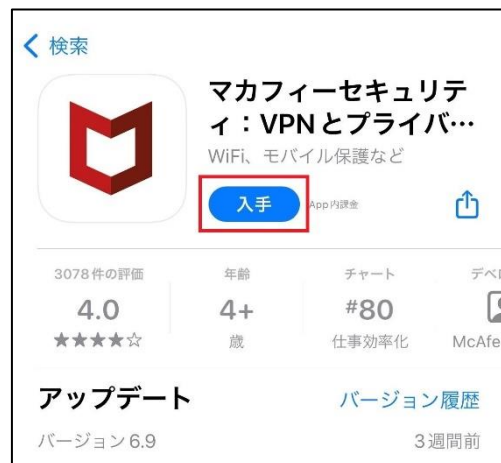 検索
マカフィーセキュリテ
ィ：VPNとプライバ…
WiFi、モバイル保護など
入手
App内課金
3078件の評価
年齢
チャート
4.0
4+
#80
歳
仕事効率化
McAfe
アップデート
バージョン履歴
バージョン 6.9
3週間前